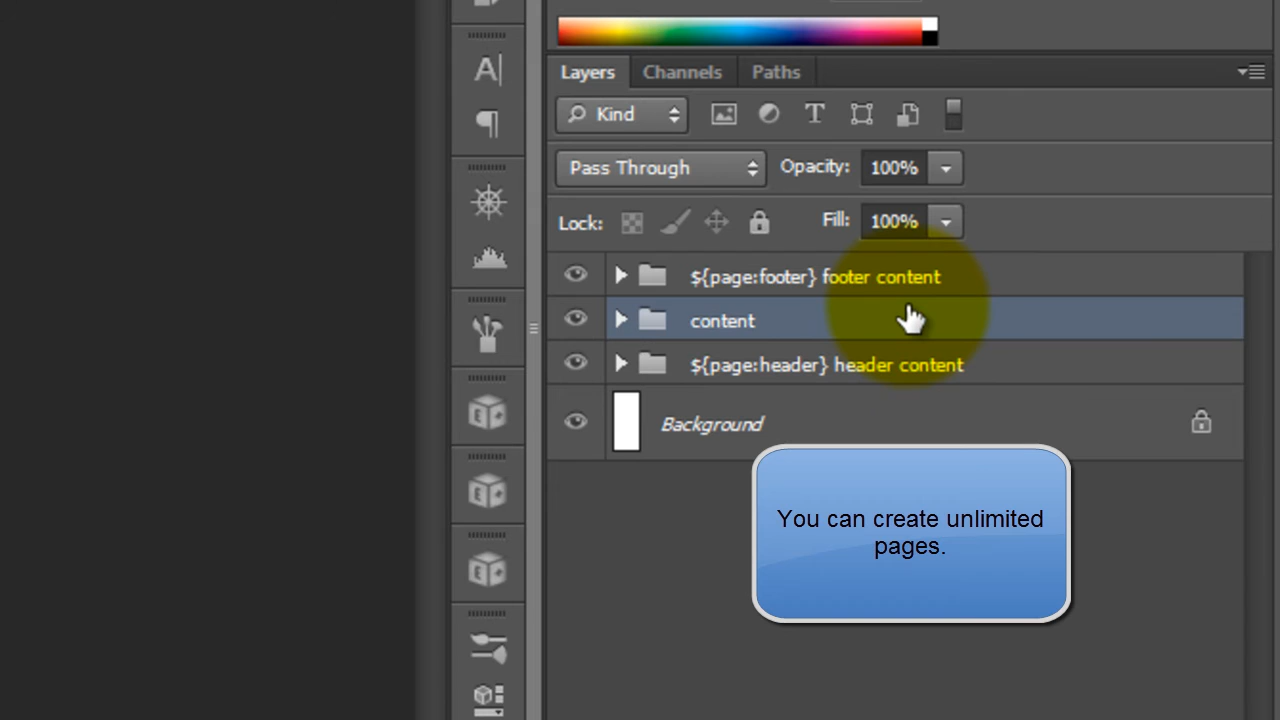 Layers Channels Paths
A|
Kind T
Pass Through Opacity: 100%
Lock: Fill: 100%
${page:footer} footer content
content
${page:header} header content
Background
You can create unlimited
pages.